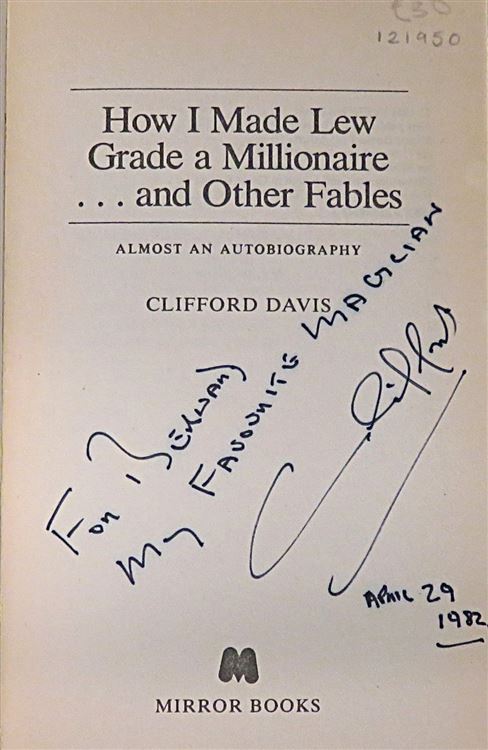 £30
121950
How I Made Lew
Grade a Millionaire
. . . and Other Fables
ALMOST AN AUTOBIOGRAPHY
CLIFFORD DAVIS
For
My Favourite Magician
Clifford
April 29
1982
MIRROR BOOKS